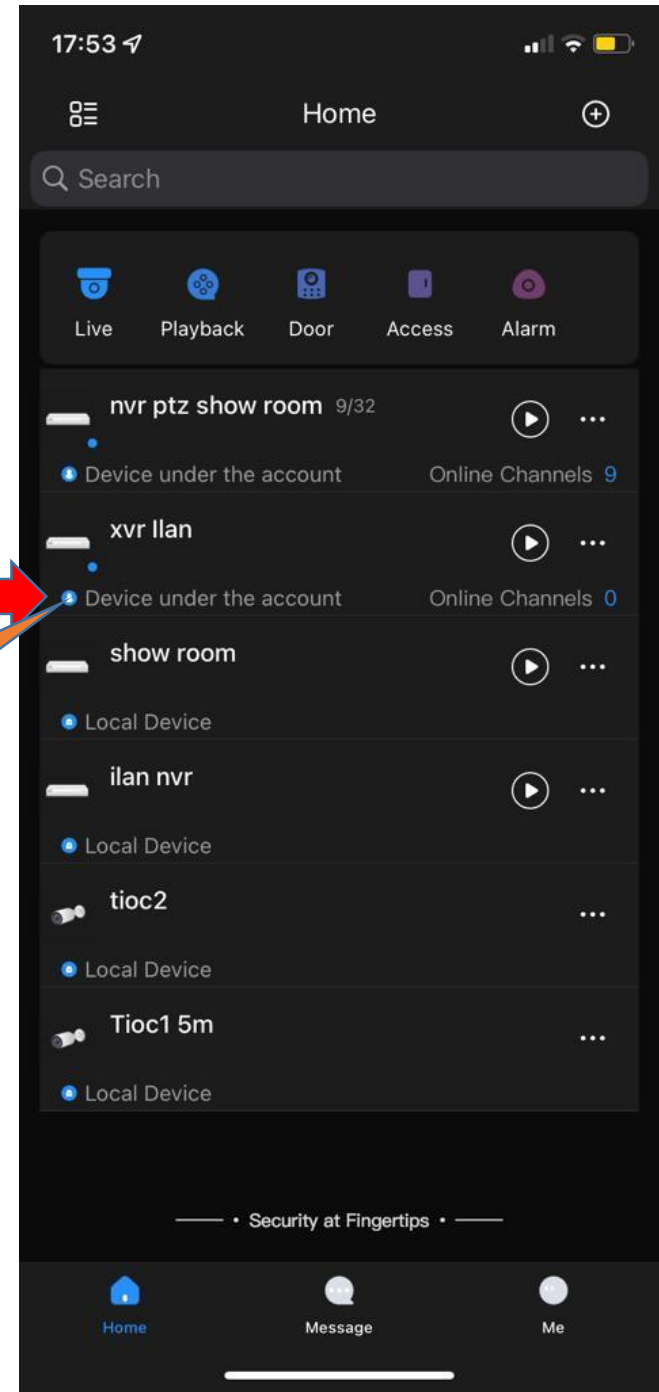 17:53
Home
Search
Live Playback Door Access Alarm
nvr ptz show room 9/32
Device under the account Online Channels 9
xvr Ilan
Device under the account Online Channels 0
show room
Local Device
ilan nvr
Local Device
tioc2
Local Device
Tioc1 5m
Local Device
• Security at Fingertips •
Home Message Me